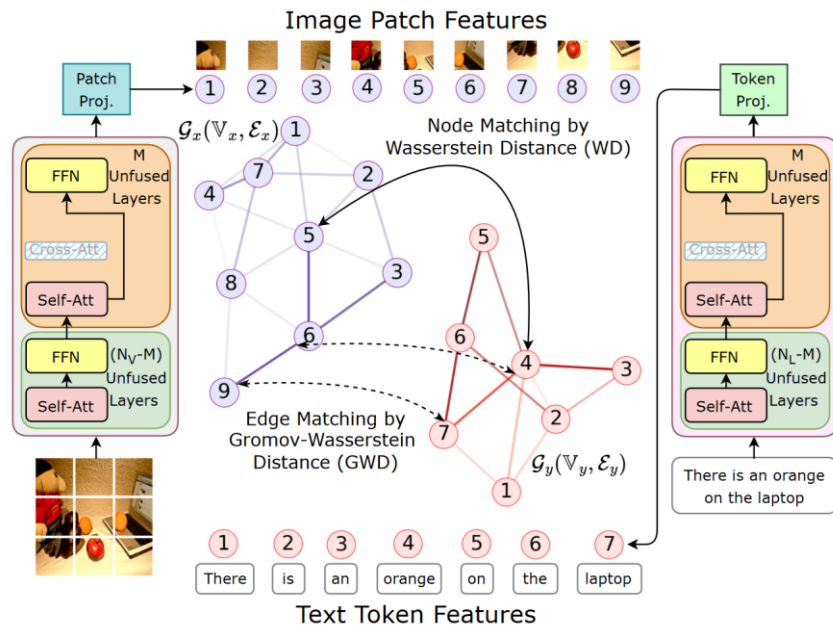 Image Patch Features
Patch
Proj.
1 2 3 4 5 6 7 8 9
Token
Proj.
𝒢ₓ(𝕍ₓ, ℰₓ)
Node Matching by
Wasserstein Distance (WD)
M
Unfused
Layers
FFN
Cross-Att
Self-Att
FFN
(N_V-M)
Unfused
Layers
Self-Att
1
7
2
4
5
3
8
6
9
5
6
4
3
2
7
1
Edge Matching by
Gromov-Wasserstein
Distance (GWD)
𝒢_y(𝕍_y, ℰ_y)
M
Unfused
Layers
FFN
Cross-Att
Self-Att
FFN
(N_L-M)
Unfused
Layers
Self-Att
There is an orange
on the laptop
1 2 3 4 5 6 7
There is an orange on the laptop
Text Token Features